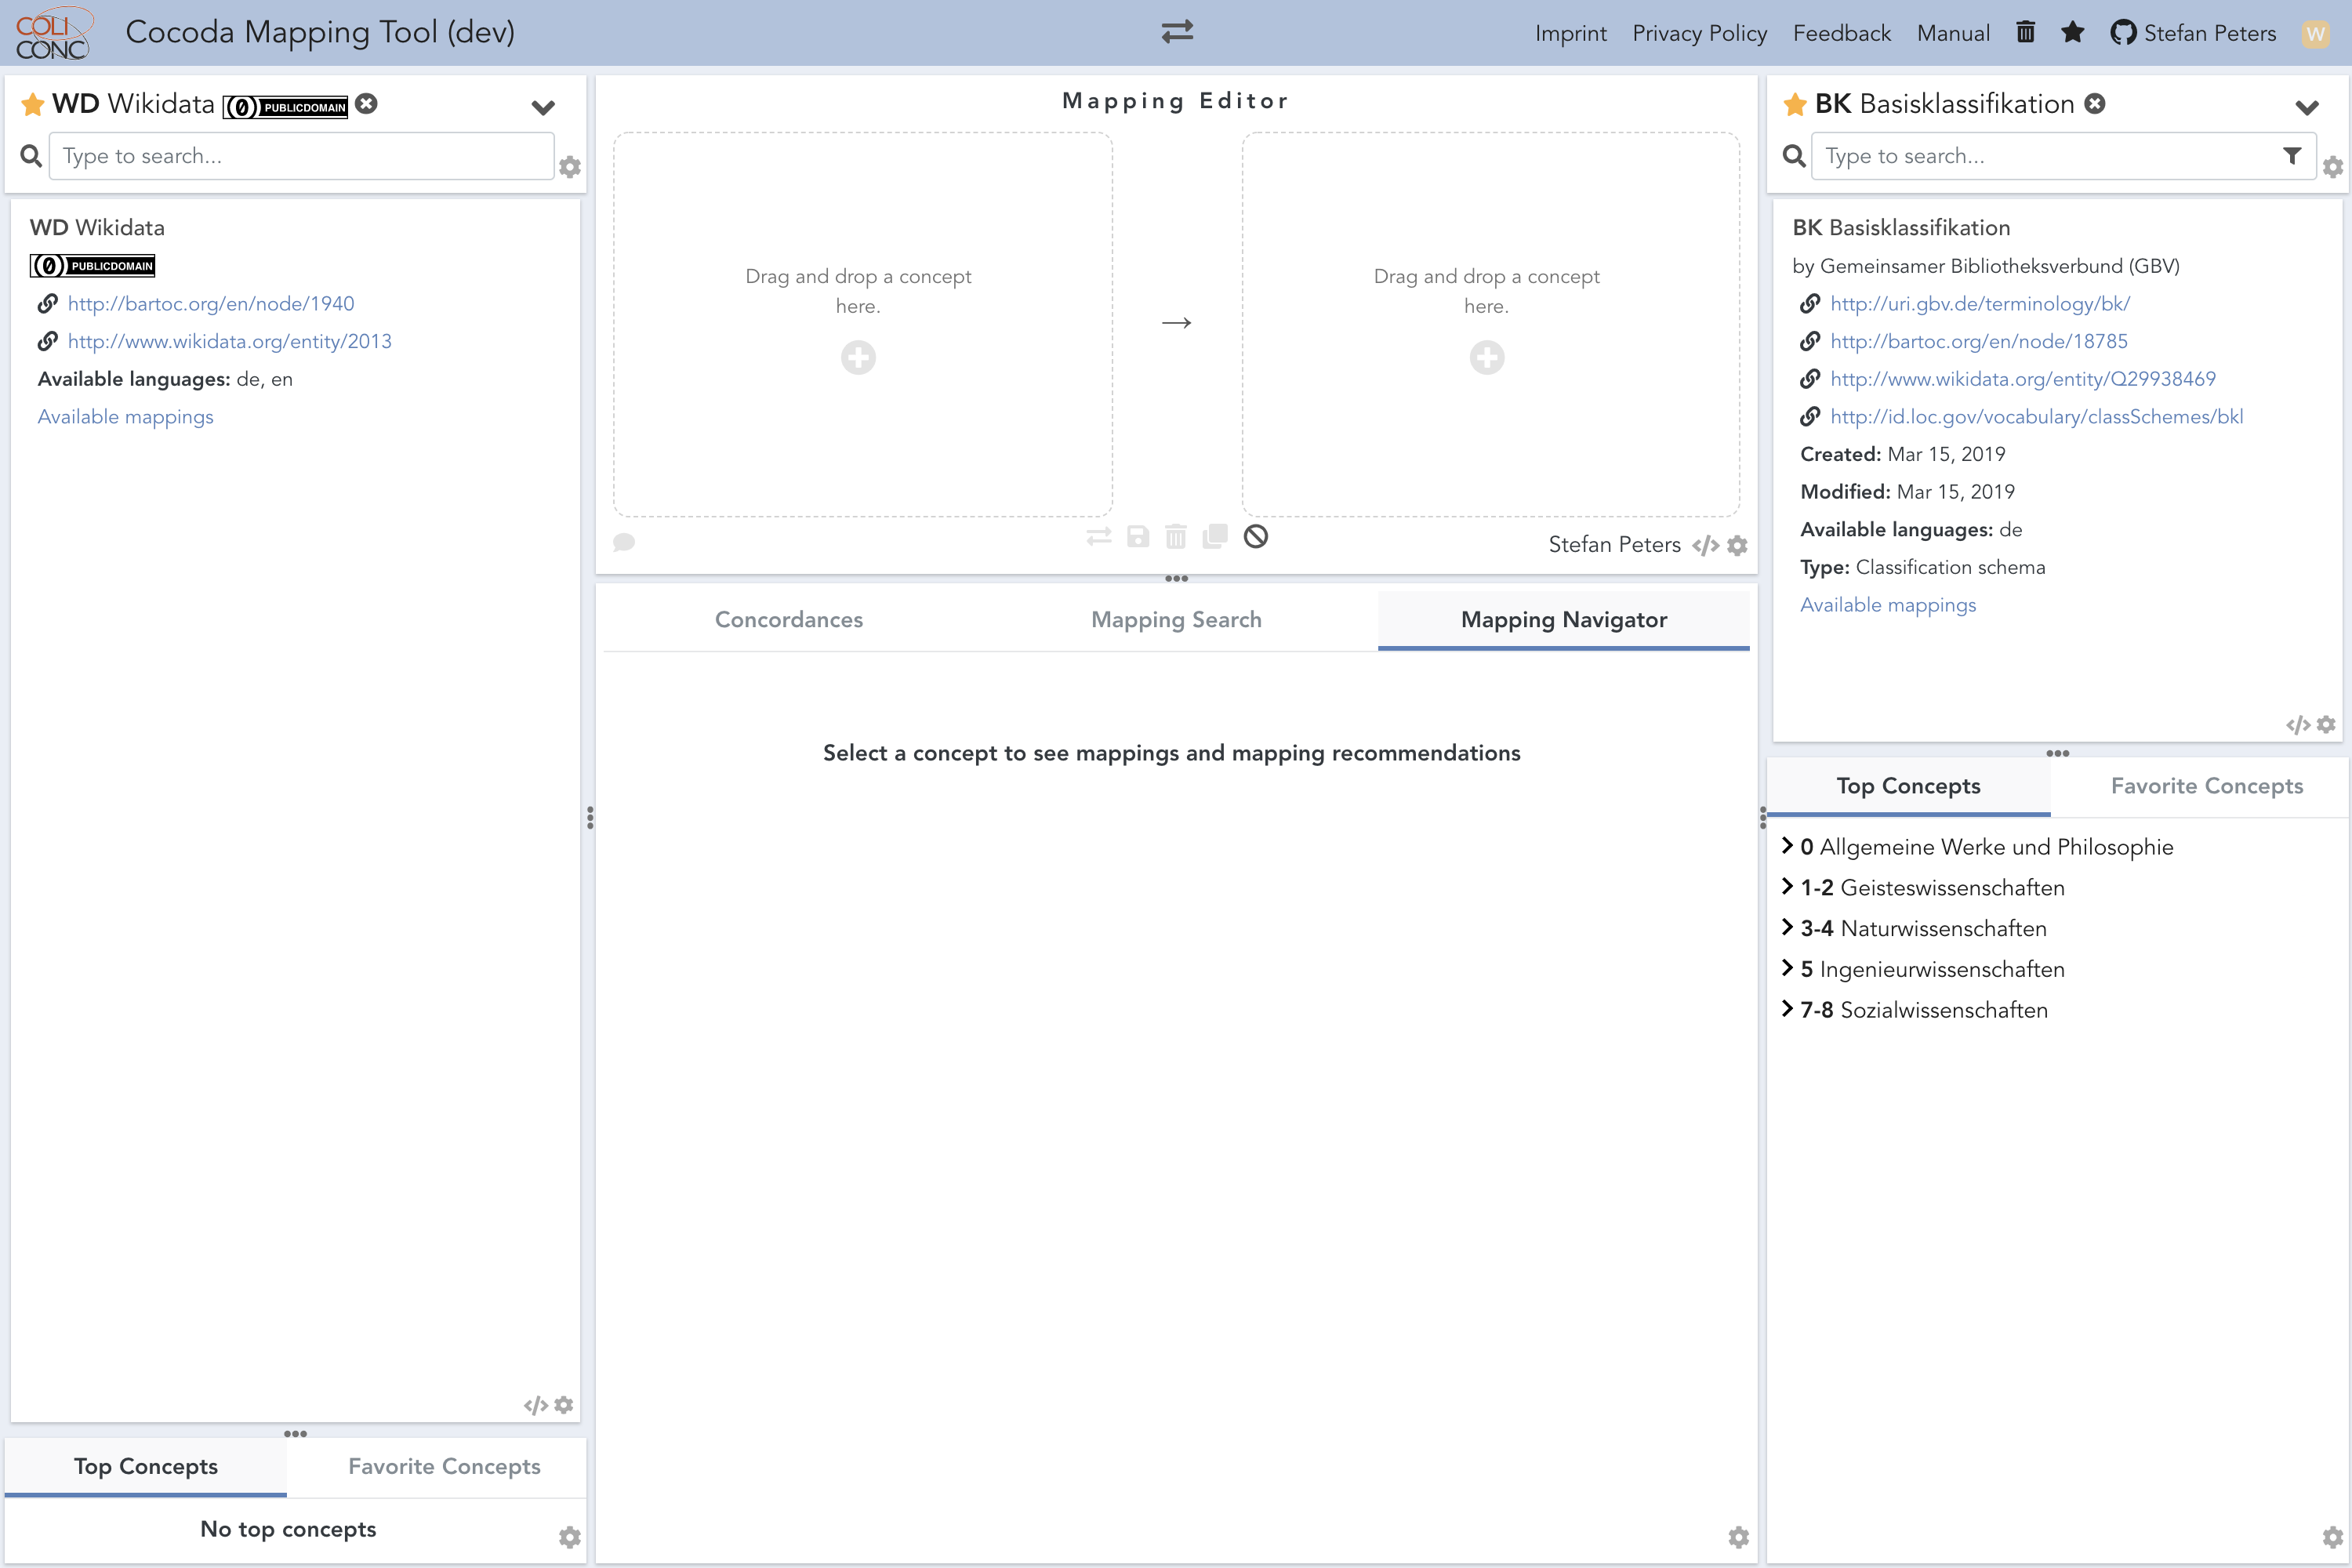 COLI
CONC
Cocoda Mapping Tool (dev)
Imprint
Privacy Policy
Feedback
Manual
Stefan Peters
W
WD Wikidata
PUBLICDOMAIN
Type to search...
WD Wikidata
PUBLICDOMAIN
http://bartoc.org/en/node/1940
http://www.wikidata.org/entity/2013
Available languages: de, en
Available mappings
Top Concepts
Favorite Concepts
No top concepts
Mapping Editor
Drag and drop a concept
here.
→
Drag and drop a concept
here.
Stefan Peters </>
Concordances
Mapping Search
Mapping Navigator
Select a concept to see mappings and mapping recommendations
BK Basisklassifikation
Type to search...
BK Basisklassifikation
by Gemeinsamer Bibliotheksverbund (GBV)
http://uri.gbv.de/terminology/bk/
http://bartoc.org/en/node/18785
http://www.wikidata.org/entity/Q29938469
http://id.loc.gov/vocabulary/classSchemes/bkl
Created: Mar 15, 2019
Modified: Mar 15, 2019
Available languages: de
Type: Classification schema
Available mappings
Top Concepts
Favorite Concepts
0 Allgemeine Werke und Philosophie
1-2 Geisteswissenschaften
3-4 Naturwissenschaften
5 Ingenieurwissenschaften
7-8 Sozialwissenschaften